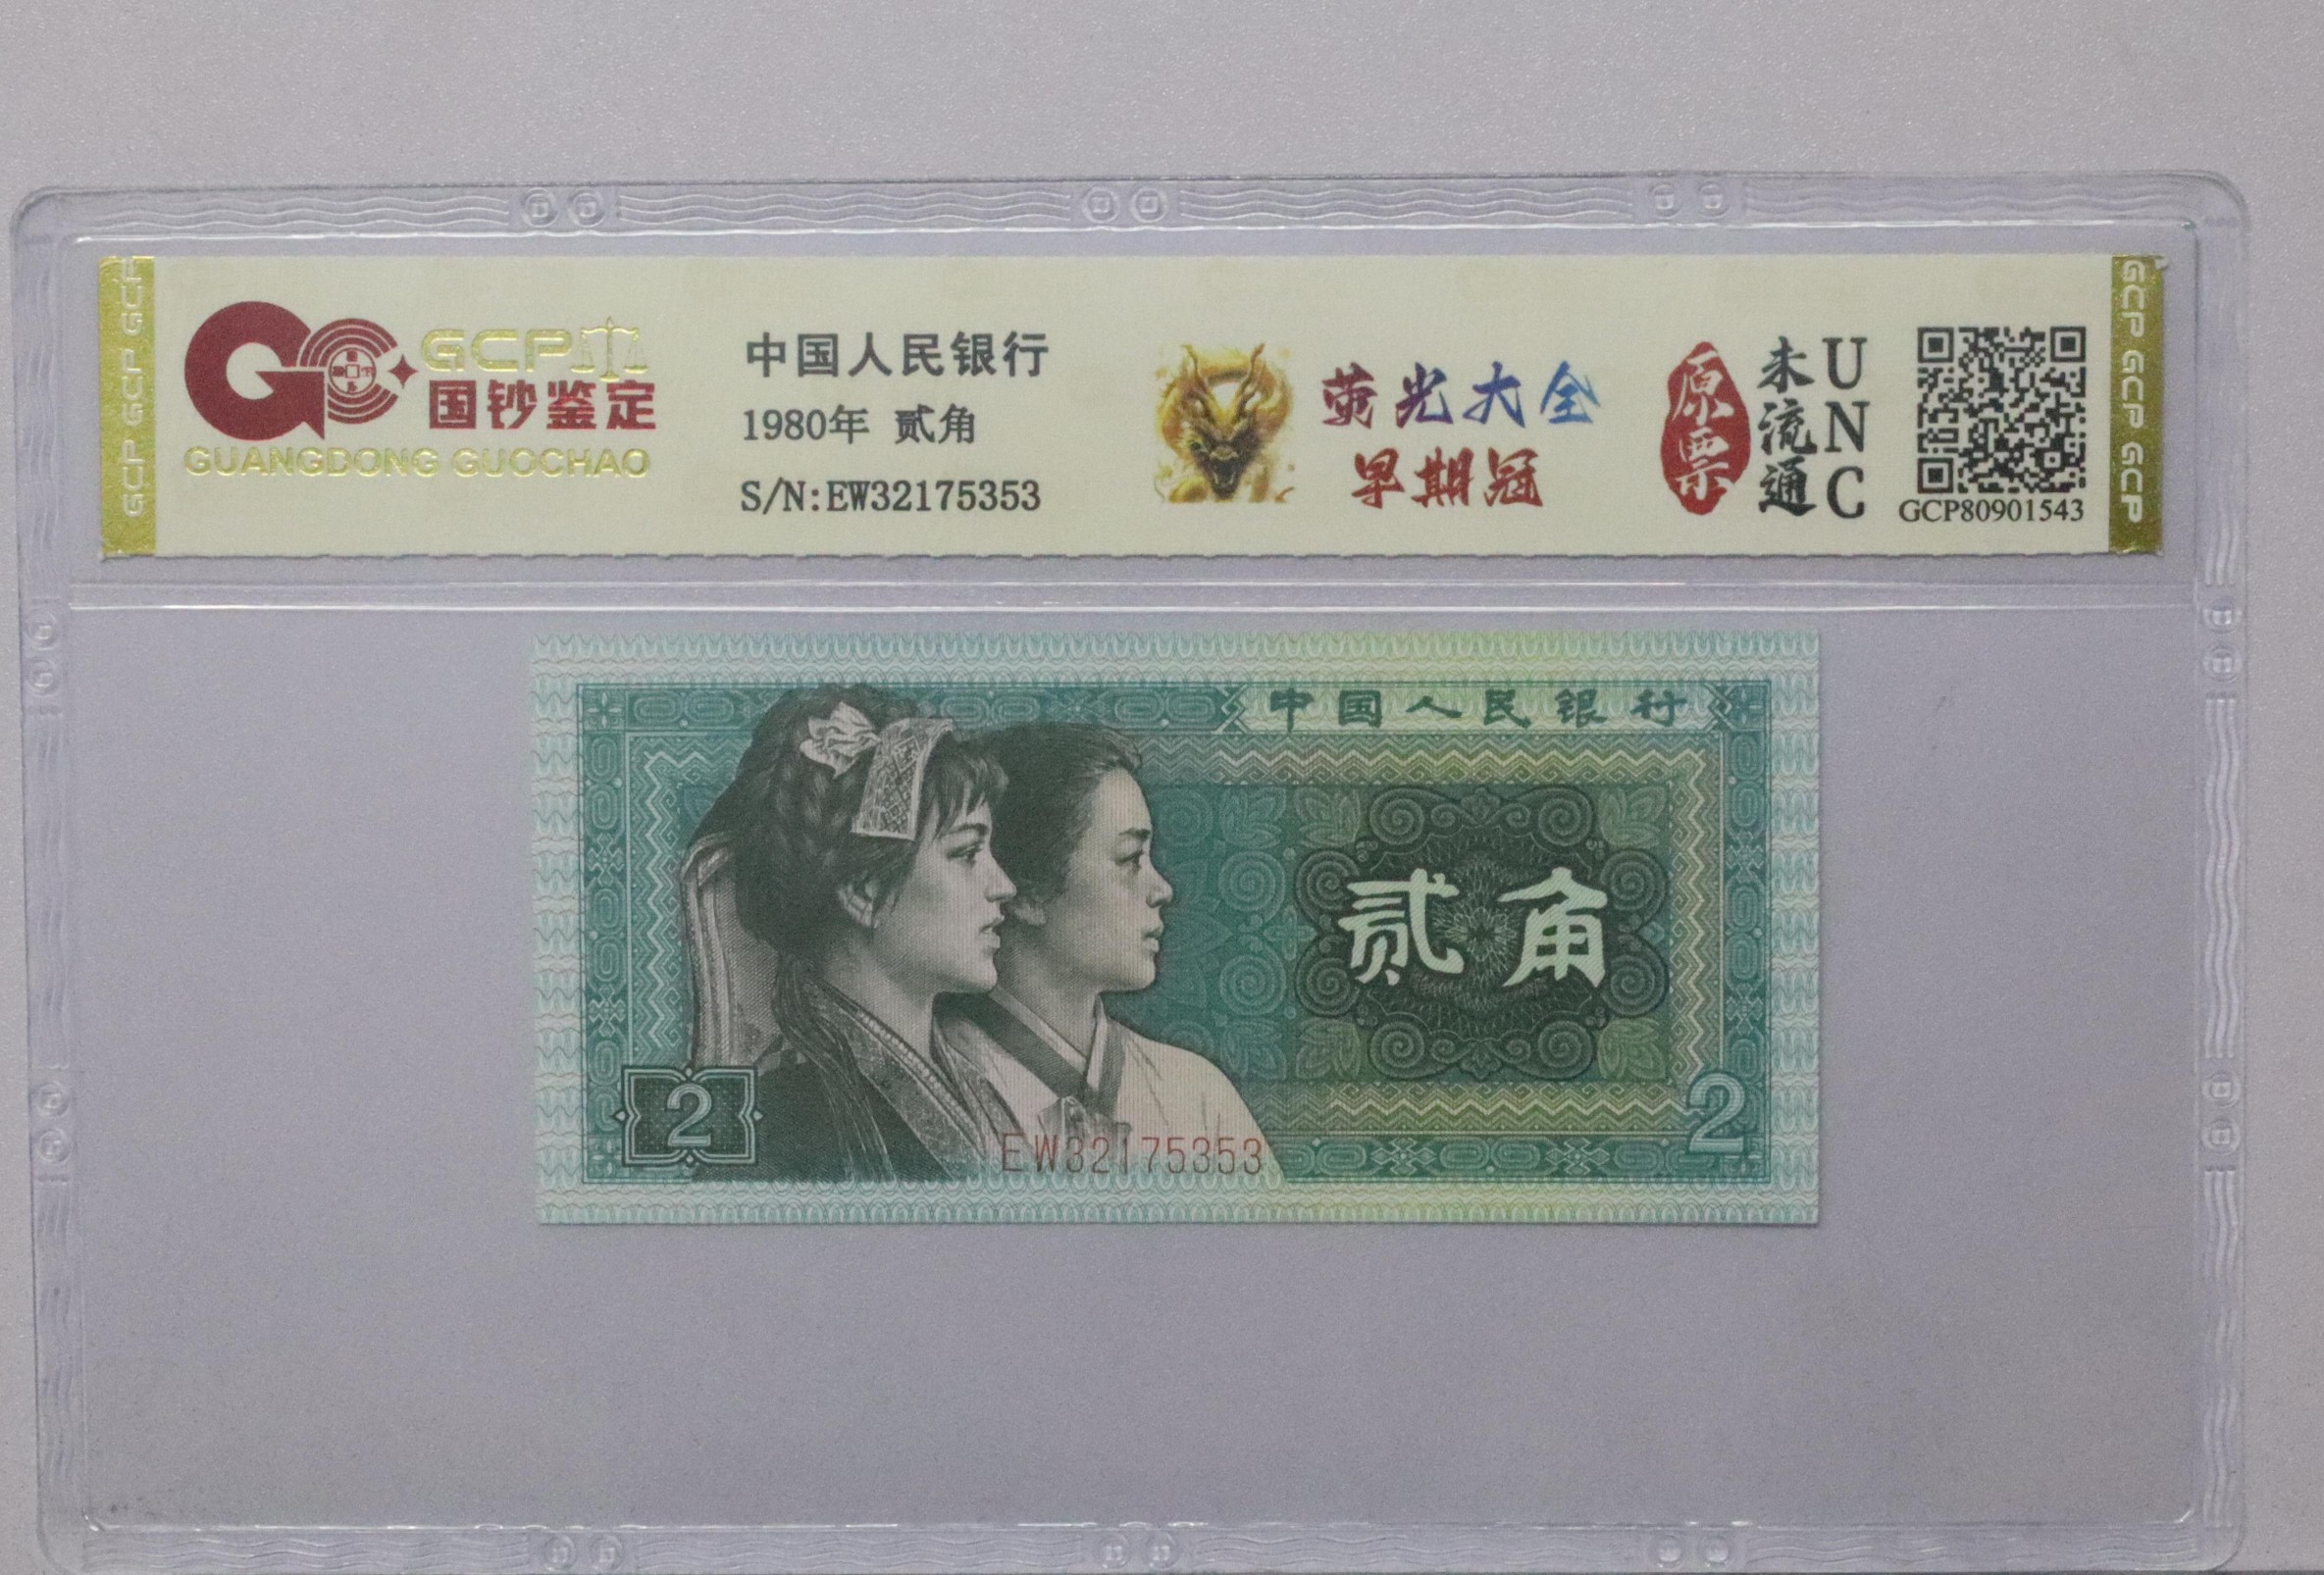 GCP GCP GCP
GCP
国钞鉴定
GUANGDONG GUOCHAO
中国人民银行
1980年 贰角
S/N:EW32175353
荧光大全
早期冠
原票
未流通
UNC
GCP80901543
GCP GCP GCP
中国人民银行
贰角
2
2
EW32175353